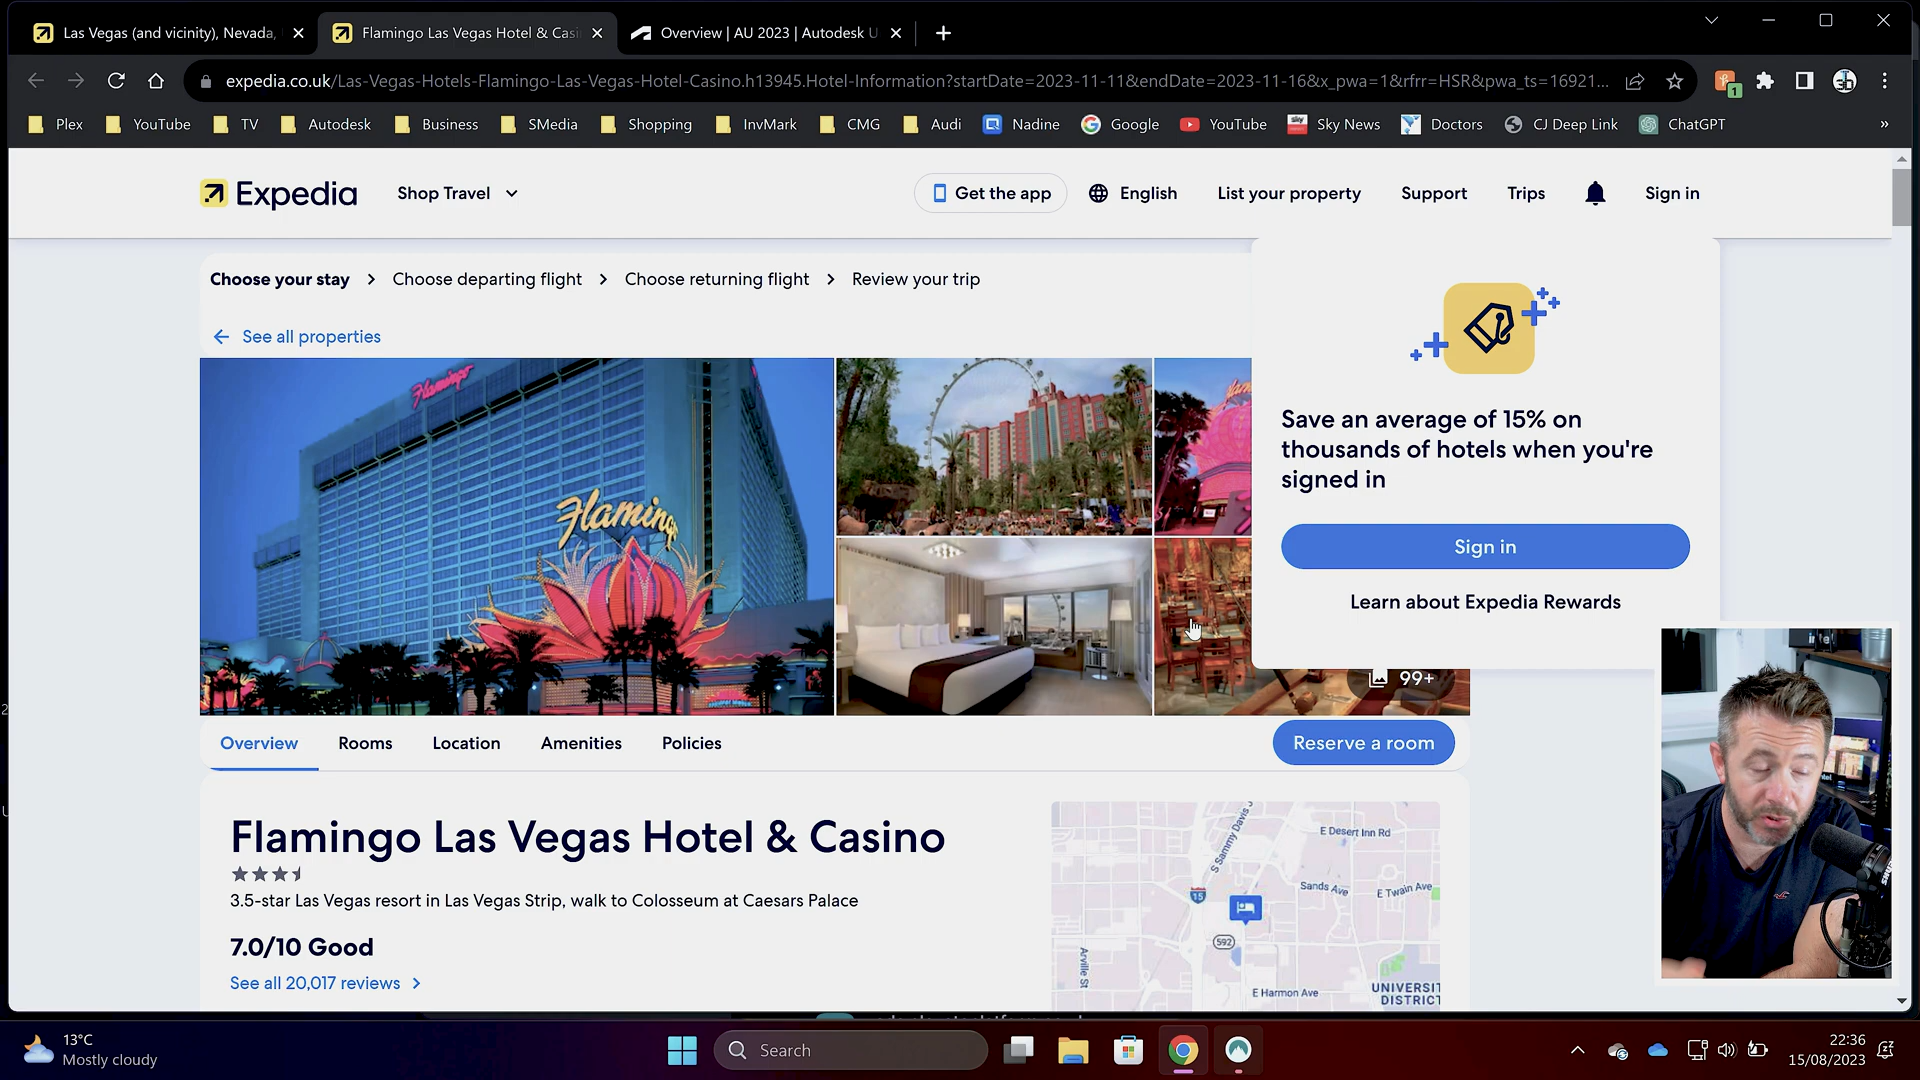 Las Vegas (and vicinity), Nevada,
Flamingo Las Vegas Hotel & Casi
Overview | AU 2023 | Autodesk U
expedia.co.uk/Las-Vegas-Hotels-Flamingo-Las-Vegas-Hotel-Casino.h13945.Hotel-Information?startDate=2023-11-11&endDate=2023-11-16&x_pwa=1&rfrr=HSR&pwa_ts=16921...
1
Plex
YouTube
TV
Autodesk
Business
SMedia
Shopping
InvMark
CMG
Audi
Nadine
Google
YouTube
Sky News
Doctors
CJ Deep Link
ChatGPT
»
Expedia
Shop Travel
Get the app
English
List your property
Support
Trips
Sign in
Choose your stay
Choose departing flight
Choose returning flight
Review your trip
See all properties
Flamingo
Flamingo
Save an average of 15% on
thousands of hotels when you're
signed in
Sign in
Learn about Expedia Rewards
99+
Overview
Rooms
Location
Amenities
Policies
Reserve a room
Flamingo Las Vegas Hotel & Casino
3.5-star Las Vegas resort in Las Vegas Strip, walk to Colosseum at Caesars Palace
7.0/10 Good
See all 20,017 reviews
S Sammy Davis J
E Desert Inn Rd
Sands Ave
E Twain Ave
15
592
Arville St
E Harmon Ave
UNIVERSIT
DISTRICT
13°C
Mostly cloudy
Search
22:36
15/08/2023